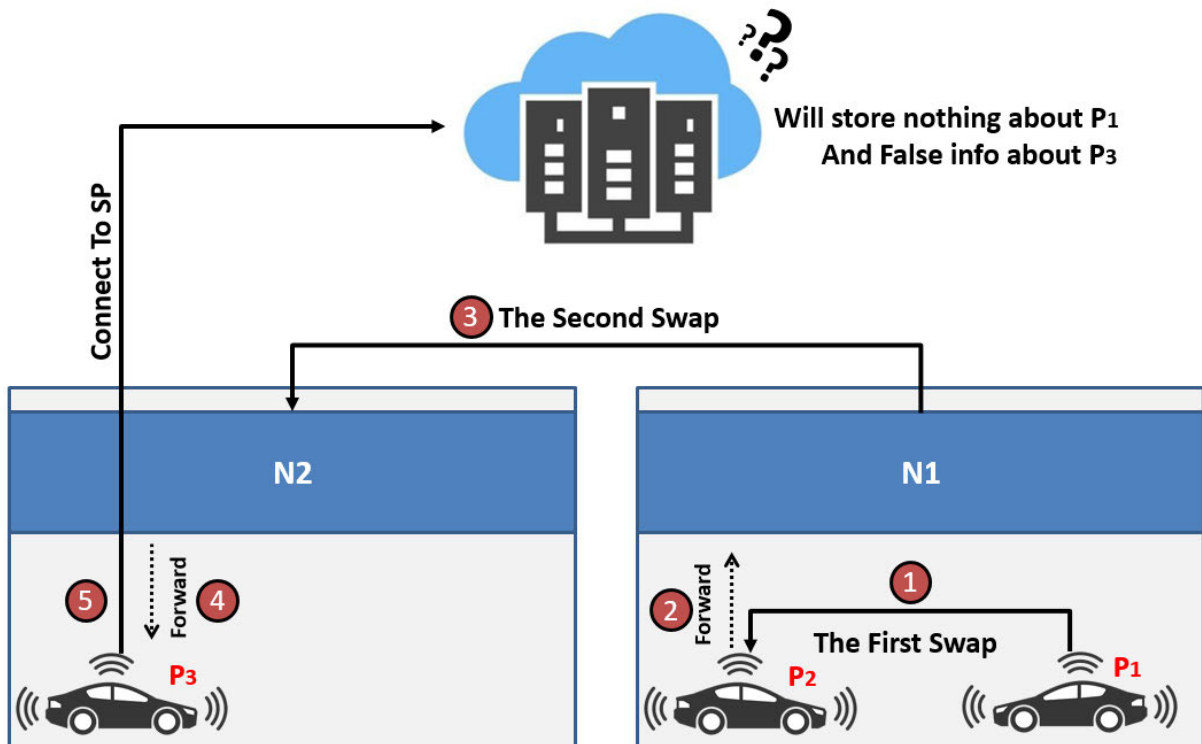 ???
Will store nothing about P1
And False info about P3
Connect To SP
3 The Second Swap
N2
N1
5
Forward
4
2
Forward
1
The First Swap
P3
P2
P1